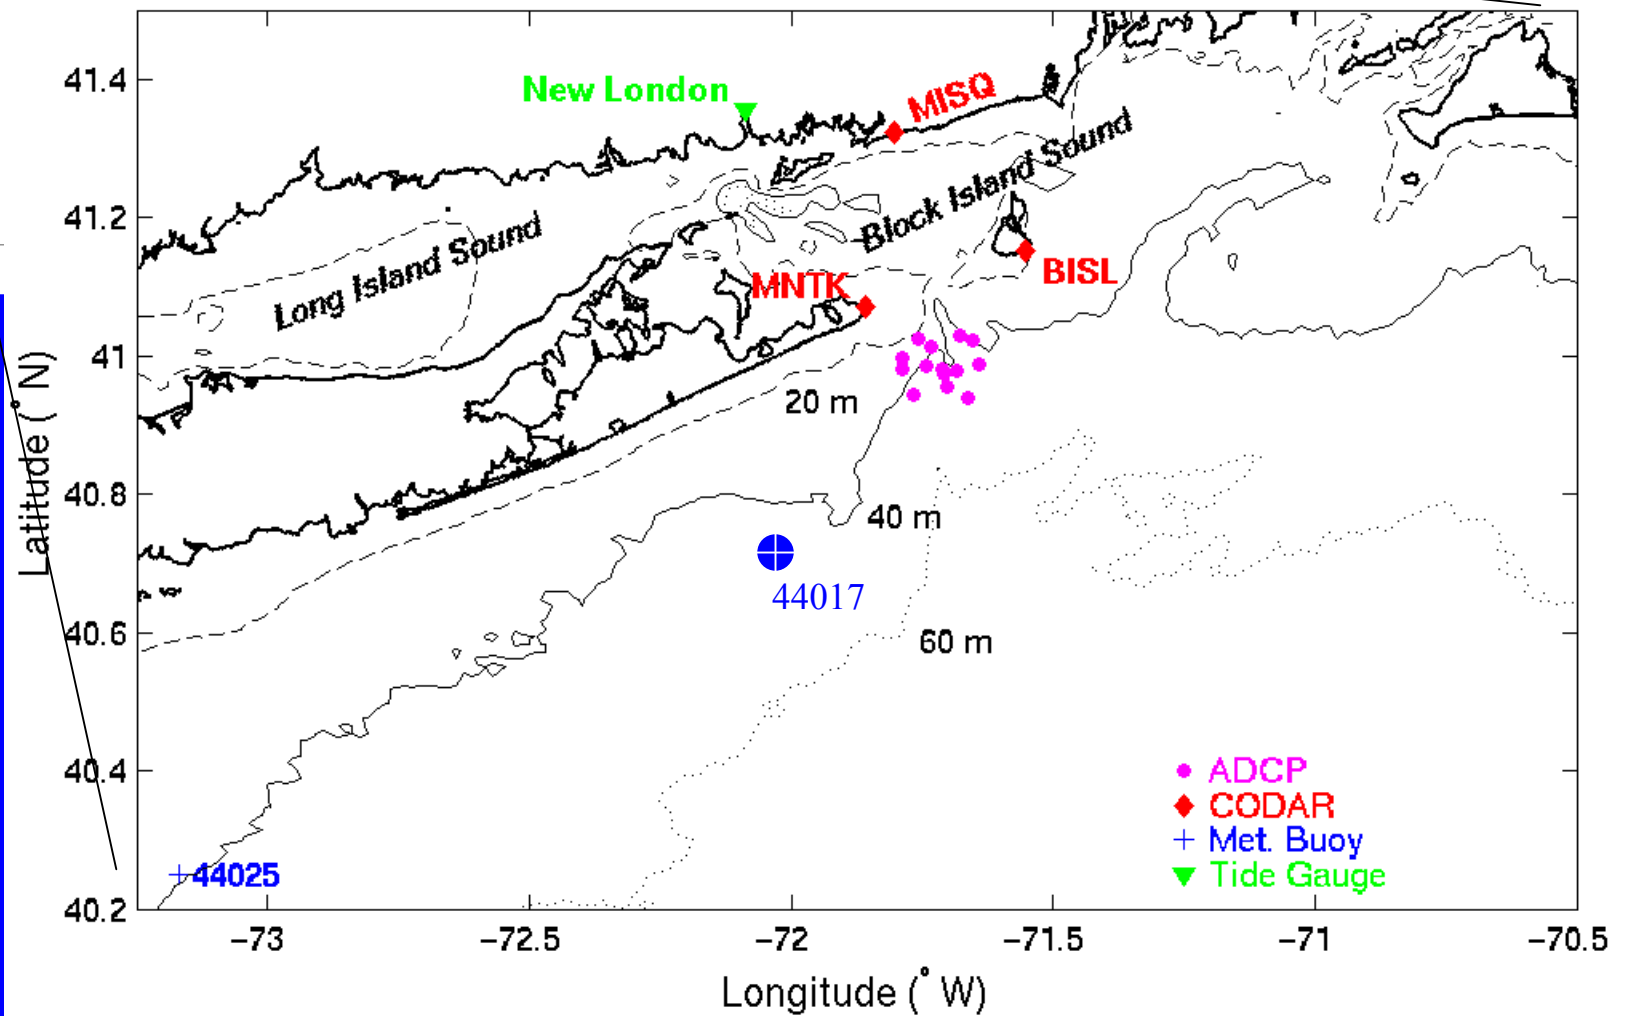 41.4
41.2
41
40.8
40.6
40.4
40.2
Latitude (° N)
New London
MISQ
Block Island Sound
Long Island Sound
MNTK
BISL
20 m
40 m
44017
60 m
44025
ADCP
CODAR
Met. Buoy
Tide Gauge
−73
−72.5
−72
−71.5
−71
−70.5
Longitude (° W)